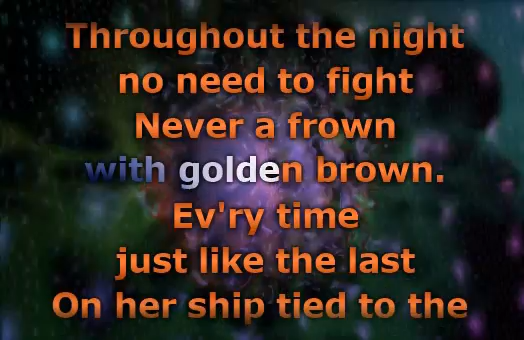 Throughout the night
no need to fight
Never a frown
with golden brown.
Ev'ry time
just like the last
On her ship tied to the